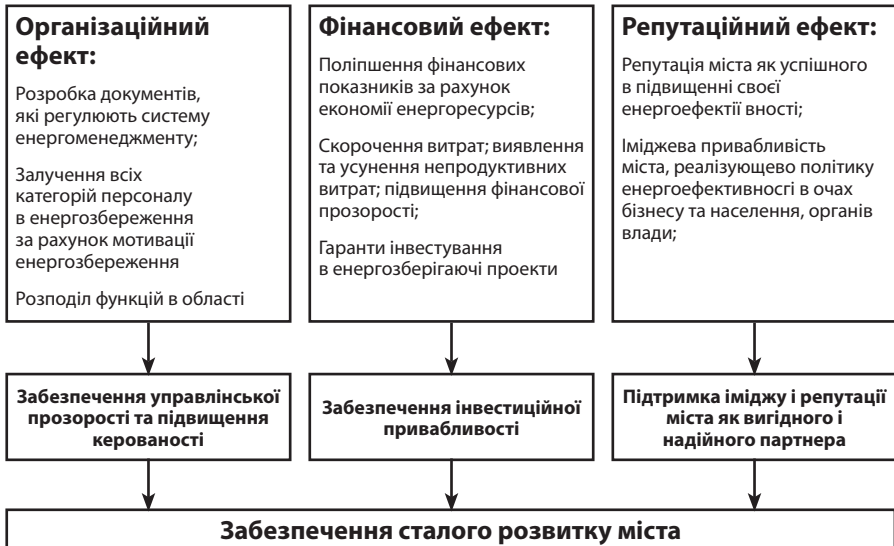 Організаційний
ефект:
Розробка документів,
які регулюють систему
енергоменеджменту;
Залучення всіх
категорій персоналу
в енергозбереження
за рахунок мотивації
енергозбереження
Розподіл функцій в області
Фінансовий ефект:
Поліпшення фінансових
показників за рахунок
економії енергоресурсів;
Скорочення витрат; виявлення
та усунення непродуктивних
витрат; підвищення фінансової
прозорості;
Гаранти інвестування
в енергозберігаючі проекти
Репутаційний ефект:
Репутація міста як успішного
в підвищенні своєї
енергоефектії вності;
Іміджева привабливість
міста, реалізующево політику
енергоефективногі в очах
бізнесу та населення, органів
влади;
Забезпечення управлінської
прозорості та підвищення
керованості
Забезпечення інвестиційної
привабливості
Підтримка іміджу і репутації
міста як вигідного і
надійного партнера
Забезпечення сталого розвитку міста